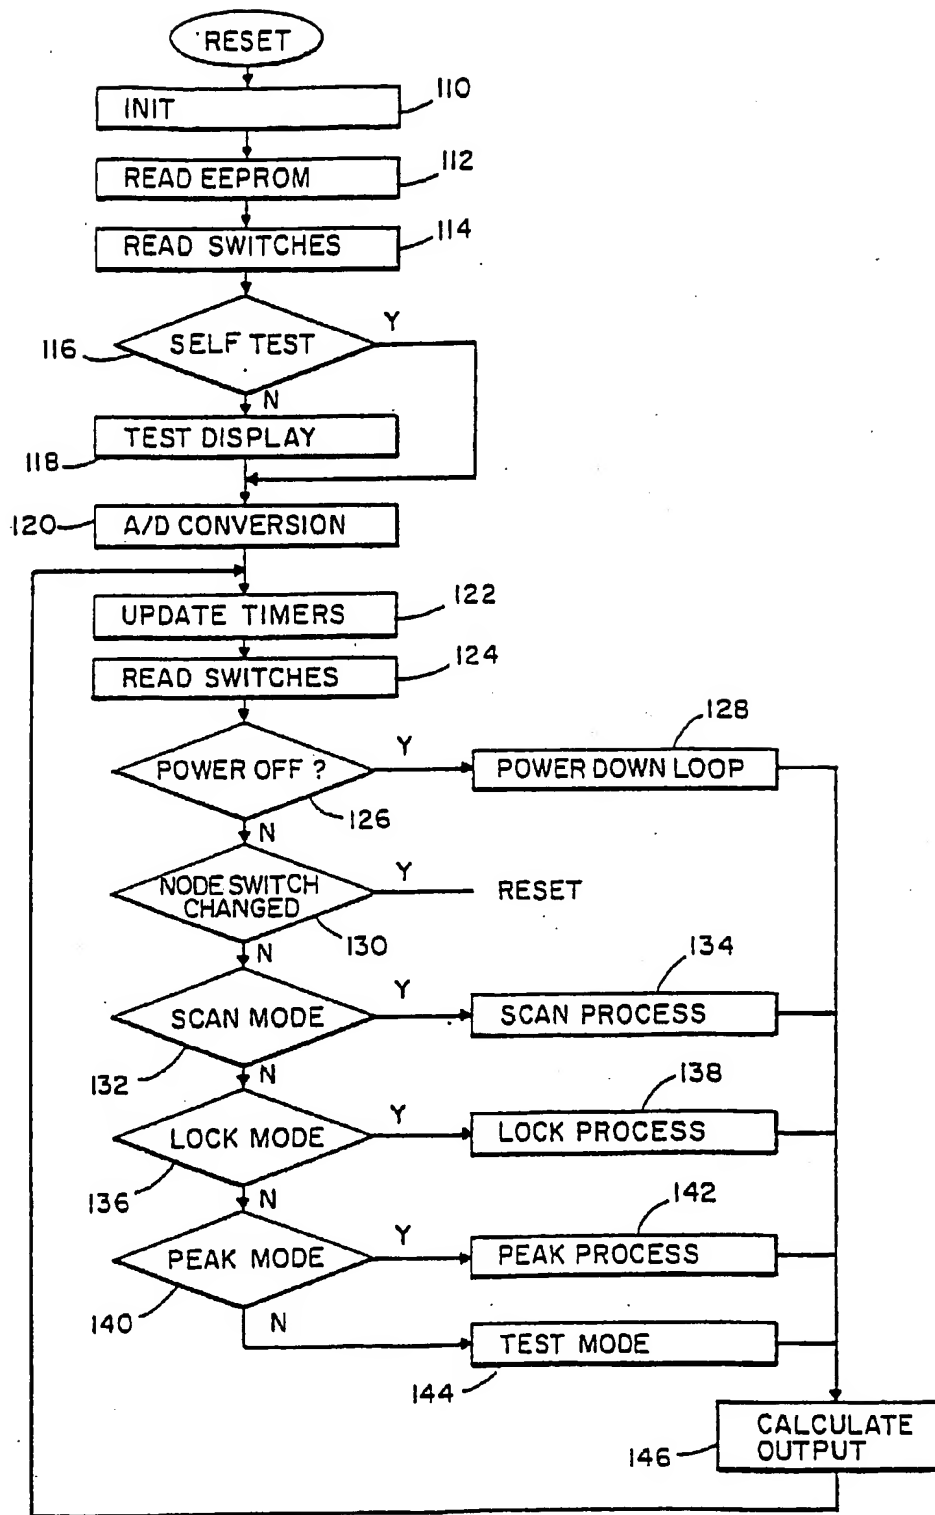 RESET
INIT
110
READ EEPROM
112
READ SWITCHES
114
SELF TEST
Y
116
N
TEST DISPLAY
118
A/D CONVERSION
120
UPDATE TIMERS
122
READ SWITCHES
124
POWER OFF ?
Y
126
POWER DOWN LOOP
128
N
NODE SWITCH
CHANGED
Y
RESET
130
N
SCAN MODE
Y
132
SCAN PROCESS
134
N
LOCK MODE
Y
136
LOCK PROCESS
138
N
PEAK MODE
Y
140
PEAK PROCESS
142
N
TEST MODE
144
CALCULATE
OUTPUT
146